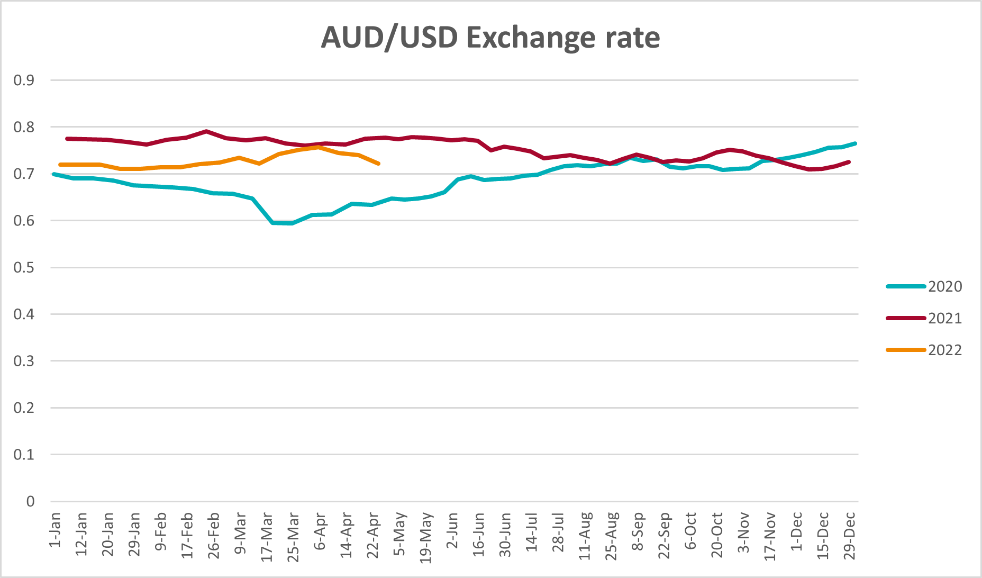 AUD/USD Exchange rate
0.9
0.8
0.7
0.6
0.5
0.4
0.3
0.2
0.1
0
1-Jan
12-Jan
20-Jan
29-Jan
9-Feb
17-Feb
26-Feb
9-Mar
17-Mar
25-Mar
6-Apr
14-Apr
22-Apr
5-May
19-May
2-Jun
16-Jun
30-Jun
14-Jul
28-Jul
11-Aug
25-Aug
8-Sep
22-Sep
6-Oct
20-Oct
3-Nov
17-Nov
1-Dec
15-Dec
29-Dec
2020
2021
2022